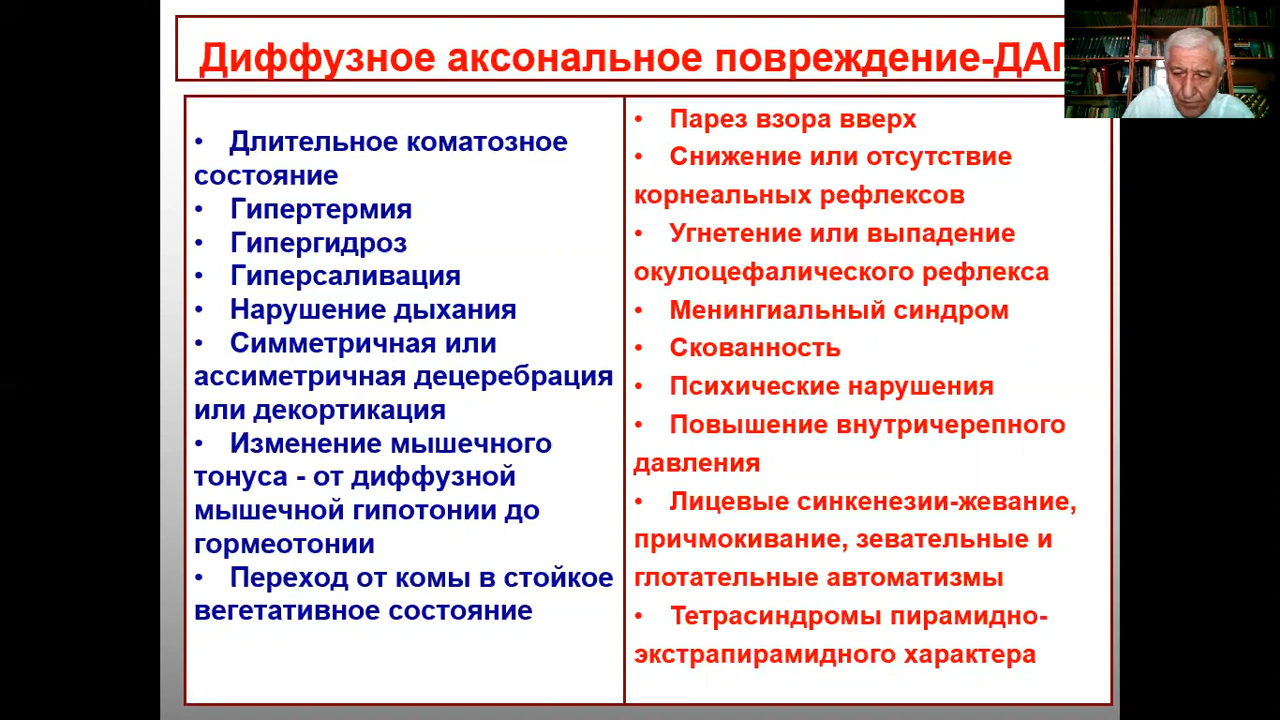 Диффузное аксональное повреждение-ДАП
• Длительное коматозное
состояние
• Гипертермия
• Гипергидроз
• Гиперсаливация
• Нарушение дыхания
• Симметричная или
ассиметричная децеребрация
или декортикация
• Изменение мышечного
тонуса - от диффузной
мышечной гипотонии до
гормеотонии
• Переход от комы в стойкое
вегетативное состояние
• Парез взора вверх
• Снижение или отсутствие
корнеальных рефлексов
• Угнетение или выпадение
окулоцефалического рефлекса
• Менингиальный синдром
• Скованность
• Психические нарушения
• Повышение внутричерепного
давления
• Лицевые синкенезии-жевание,
причмокивание, зевательные и
глотательные автоматизмы
• Тетрасиндромы пирамидно-
экстрапирамидного характера